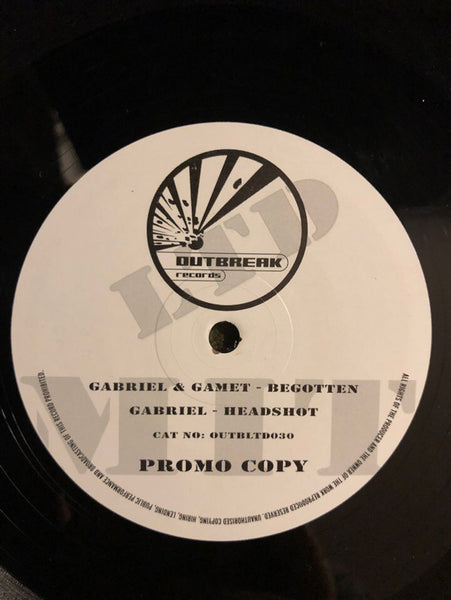 OUTBREAK
records
LTD
GABRIEL & GAMET - BEGOTTEN
GABRIEL - HEADSHOT
CAT NO: OUTBLTD030
PROMO COPY
ALL RIGHTS OF THE PRODUCER AND THE OWNER OF THE WORK REPRODUCED RESERVED. UNAUTHORISED COPYING, HIRING, LENDING, PUBLIC PERFORMANCE AND BROADCASTING OF THIS RECORD PROHIBITED.